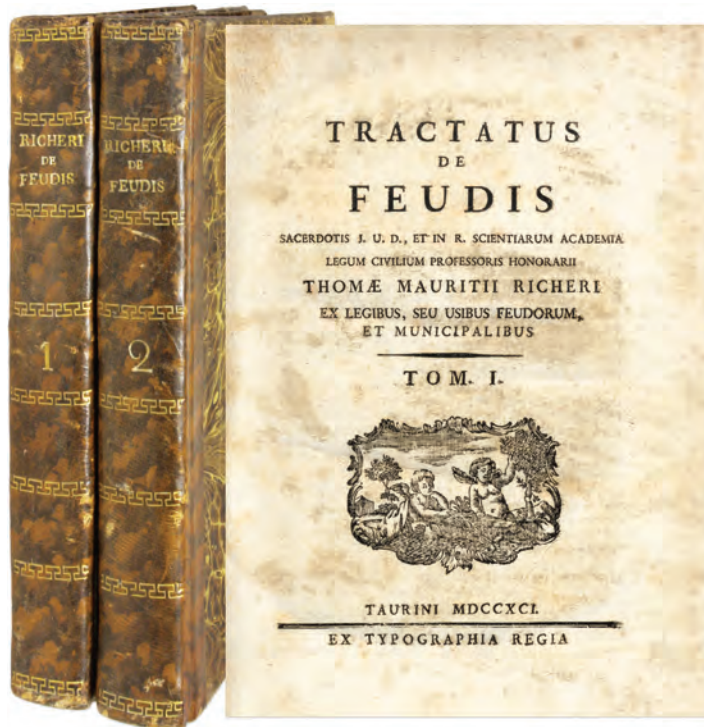 RICHERI
DE
FEUDIS
1
RICHERI
DE
FEUDIS
2
TRACTATUS
DE
FEUDIS
SACERDOTIS J. U. D., ET IN R. SCIENTIARUM ACADEMIA
LEGUM CIVILIUM PROFESSORIS HONORARII
THOMÆ MAURITII RICHERI
EX LEGIBUS, SEU USIBUS FEUDORUM,
ET MUNICIPALIBUS
TOM. I.
TAURINI MDCCXCI.
EX TYPOGRAPHIA REGIA